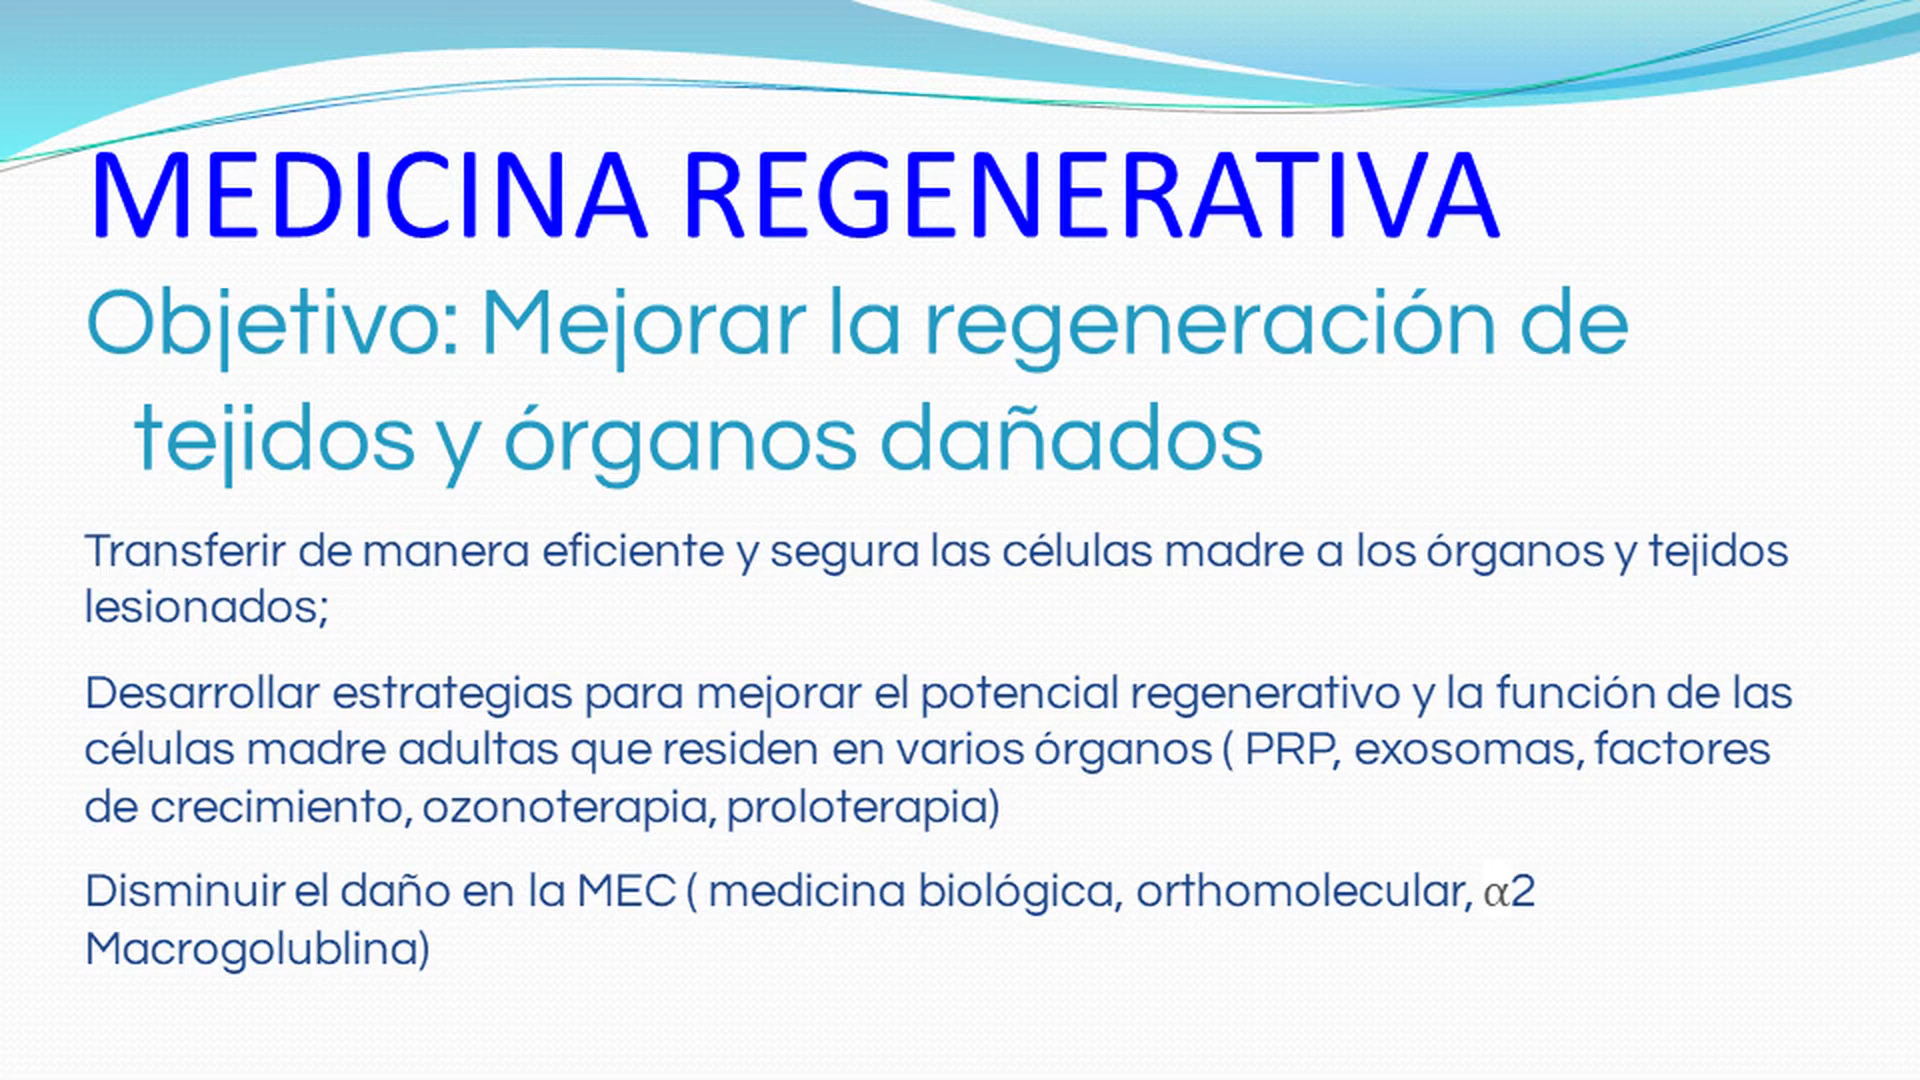 MEDICINA REGENERATIVA
Objetivo: Mejorar la regeneración de
tejidos y órganos dañados
Transferir de manera eficiente y segura las células madre a los órganos y tejidos
lesionados;
Desarrollar estrategias para mejorar el potencial regenerativo y la función de las
células madre adultas que residen en varios órganos ( PRP, exosomas, factores
de crecimiento, ozonoterapia, proloterapia)
Disminuir el daño en la MEC ( medicina biológica, orthomolecular, α2
Macrogolublina)